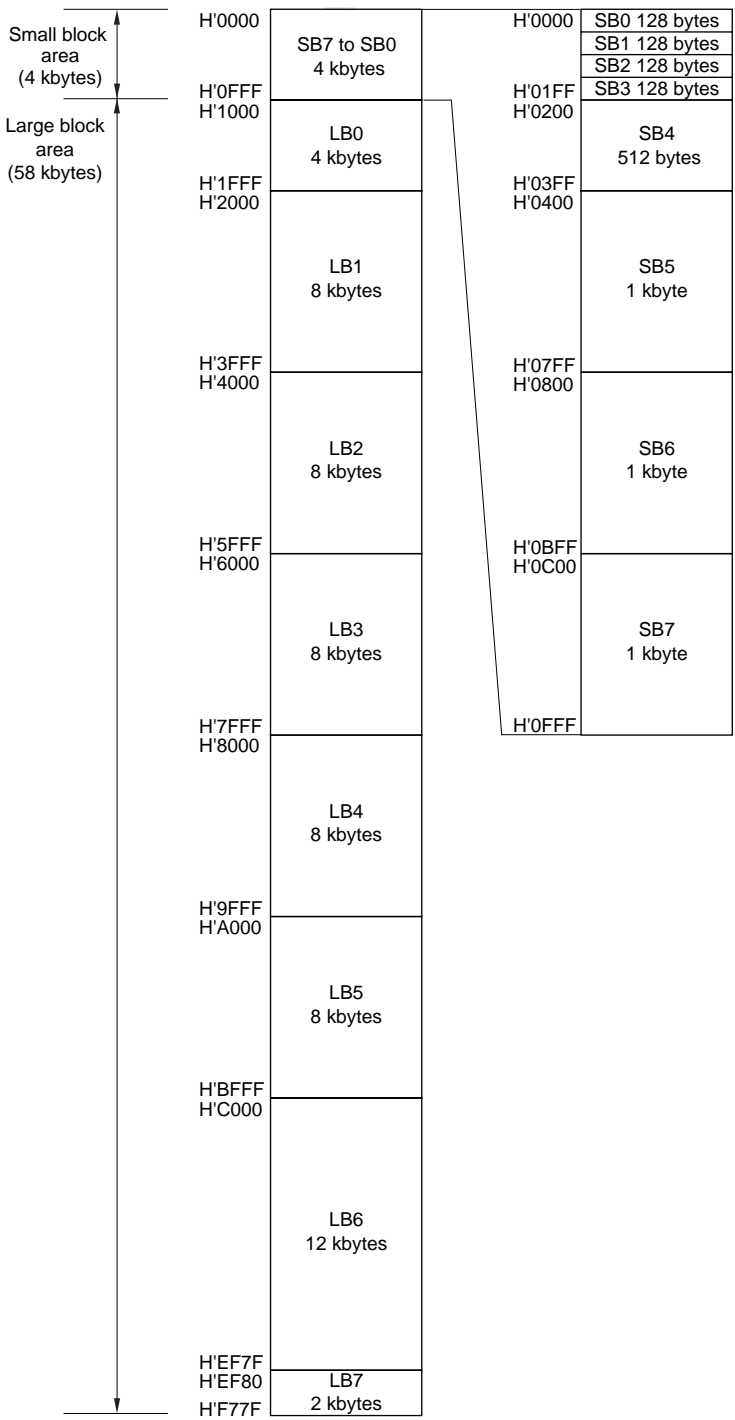 Small block
area
(4 kbytes)
Large block
area
(58 kbytes)
H'0000
SB7 to SB0
4 kbytes
H'0FFF
H'1000
LB0
4 kbytes
H'1FFF
H'2000
LB1
8 kbytes
H'3FFF
H'4000
LB2
8 kbytes
H'5FFF
H'6000
LB3
8 kbytes
H'7FFF
H'8000
LB4
8 kbytes
H'9FFF
H'A000
LB5
8 kbytes
H'BFFF
H'C000
LB6
12 kbytes
H'EF7F
H'EF80
LB7
2 kbytes
H'F77F
H'0000
SB0 128 bytes
SB1 128 bytes
SB2 128 bytes
SB3 128 bytes
H'01FF
H'0200
SB4
512 bytes
H'03FF
H'0400
SB5
1 kbyte
H'07FF
H'0800
SB6
1 kbyte
H'0BFF
H'0C00
SB7
1 kbyte
H'0FFF